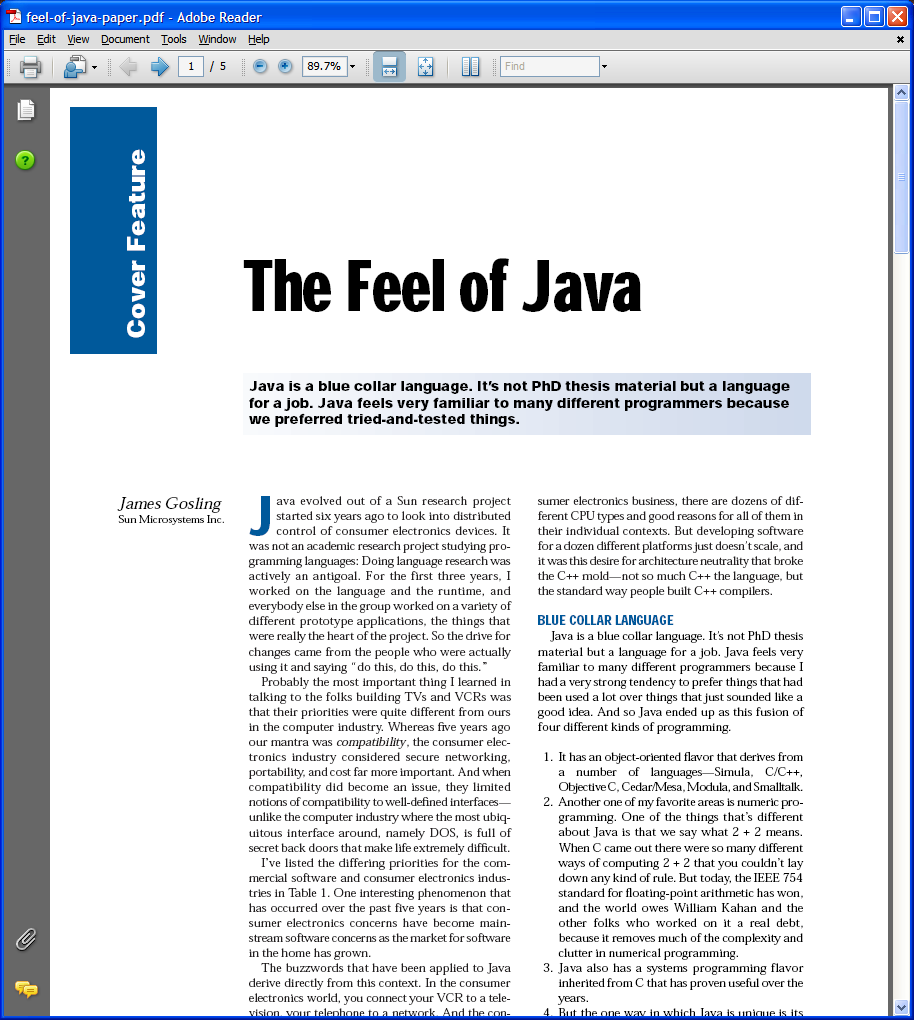 feel-of-java-paper.pdf - Adobe Reader
File Edit View Document Tools Window Help
1 / 5 89.7% Find
Cover Feature
The Feel of Java
Java is a blue collar language. It's not PhD thesis material but a language
for a job. Java feels very familiar to many different programmers because
we preferred tried-and-tested things.
James Gosling
Sun Microsystems Inc.
Java evolved out of a Sun research project
started six years ago to look into distributed
control of consumer electronics devices. It
was not an academic research project studying pro-
gramming languages: Doing language research was
actively an antigoal. For the first three years, I
worked on the language and the runtime, and
everybody else in the group worked on a variety of
different prototype applications, the things that
were really the heart of the project. So the drive for
changes came from the people who were actually
using it and saying "do this, do this, do this."
Probably the most important thing I learned in
talking to the folks building TVs and VCRs was
that their priorities were quite different from ours
in the computer industry. Whereas five years ago
our mantra was compatibility, the consumer elec-
tronics industry considered secure networking,
portability, and cost far more important. And when
compatibility did become an issue, they limited
notions of compatibility to well-defined interfaces—
unlike the computer industry where the most ubiq-
uitous interface around, namely DOS, is full of
secret back doors that make life extremely difficult.
I've listed the differing priorities for the com-
mercial software and consumer electronics indus-
tries in Table 1. One interesting phenomenon that
has occurred over the past five years is that con-
sumer electronics concerns have become main-
stream software concerns as the market for software
in the home has grown.
The buzzwords that have been applied to Java
derive directly from this context. In the consumer
electronics world, you connect your VCR to a tele-
vision, your telephone to a network. And the con-
sumer electronics business, there are dozens of dif-
ferent CPU types and good reasons for all of them in
their individual contexts. But developing software
for a dozen different platforms just doesn't scale, and
it was this desire for architecture neutrality that broke
the C++ mold—not so much C++ the language, but
the standard way people built C++ compilers.
BLUE COLLAR LANGUAGE
Java is a blue collar language. It's not PhD thesis
material but a language for a job. Java feels very
familiar to many different programmers because I
had a very strong tendency to prefer things that had
been used a lot over things that just sounded like a
good idea. And so Java ended up as this fusion of
four different kinds of programming.
1. It has an object-oriented flavor that derives from
a number of languages—Simula, C/C++,
Objective C, Cedar/Mesa, Modula, and Smalltalk.
2. Another one of my favorite areas is numeric pro-
gramming. One of the things that's different
about Java is that we say what 2 + 2 means.
When C came out there were so many different
ways of computing 2 + 2 that you couldn't lay
down any kind of rule. But today, the IEEE 754
standard for floating-point arithmetic has won,
and the world owes William Kahan and the
other folks who worked on it a real debt,
because it removes much of the complexity and
clutter in numerical programming.
3. Java also has a systems programming flavor
inherited from C that has proven useful over the
years.
4. But the one way in which Java is unique is its